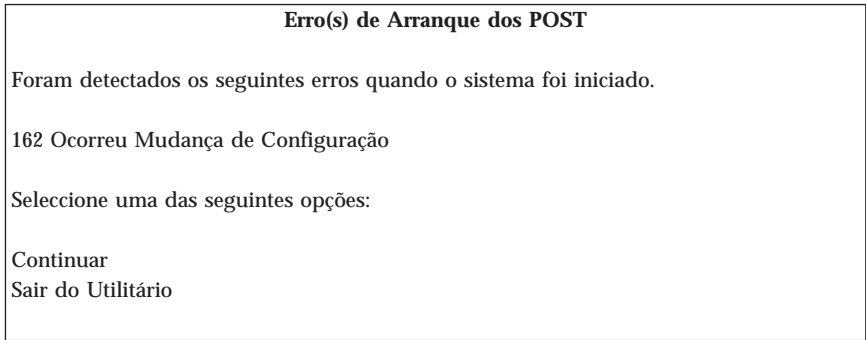 Erro(s) de Arranque dos POST
Foram detectados os seguintes erros quando o sistema foi iniciado.
162 Ocorreu Mudança de Configuração
Seleccione uma das seguintes opções:
Continuar
Sair do Utilitário